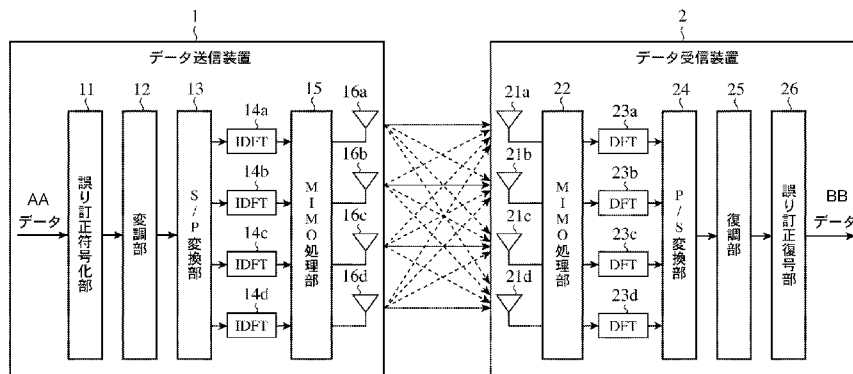 1
データ送信装置
11
12
13
14a
15
16a
IDFT
14b
16b
IDFT
14c
16c
IDFT
14d
16d
IDFT
AA
データ
誤り訂正符号化部
変調部
S/P変換部
MIMO処理部
2
データ受信装置
21a
22
23a
24
25
26
DFT
21b
23b
DFT
21c
23c
DFT
21d
23d
DFT
MIMO処理部
P/S変換部
復調部
誤り訂正復号部
BB
データ